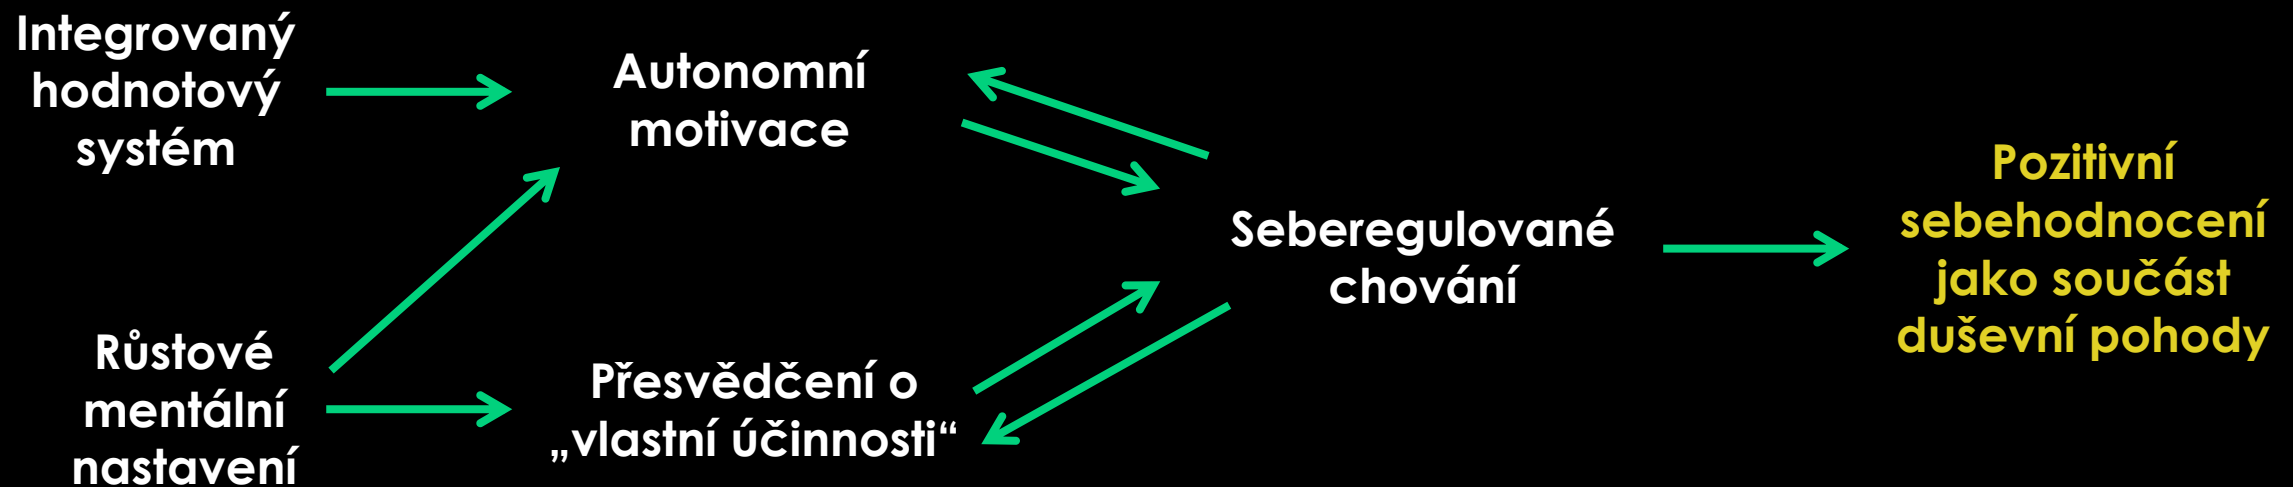 Integrovaný
hodnotový
systém
Autonomní
motivace
Růstové
mentální
nastavení
Přesvědčení o
„vlastní účinnosti“
Seberegulované
chování
Pozitivní
sebehodnocení
jako součást
duševní pohody